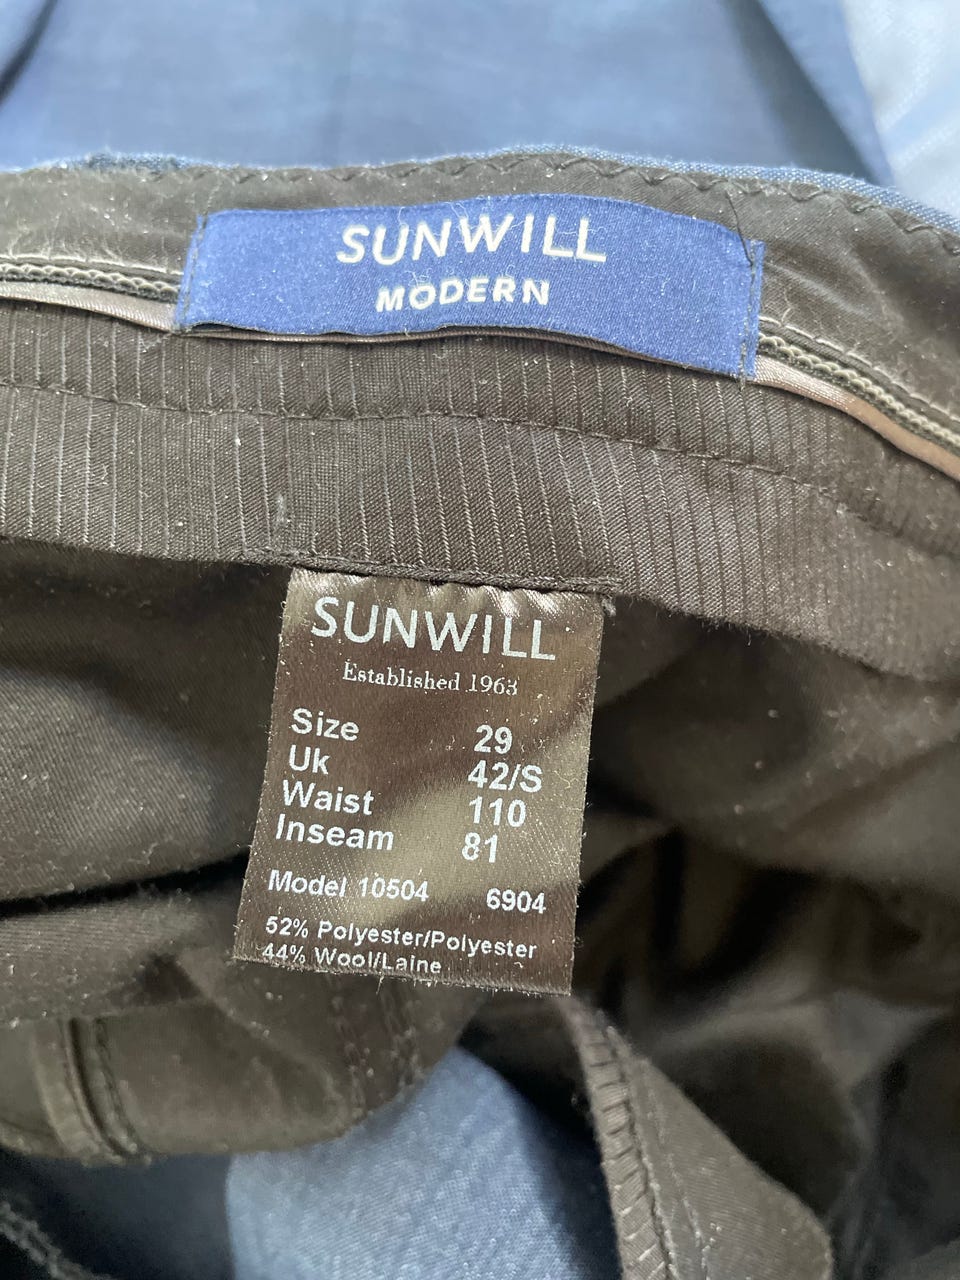 SUNWILL
MODERN
SUNWILL
Established 1963
Size 29
Uk 42/S
Waist 110
Inseam 81
Model 10504 6904
52% Polyester/Polyester
44% Wool/Laine